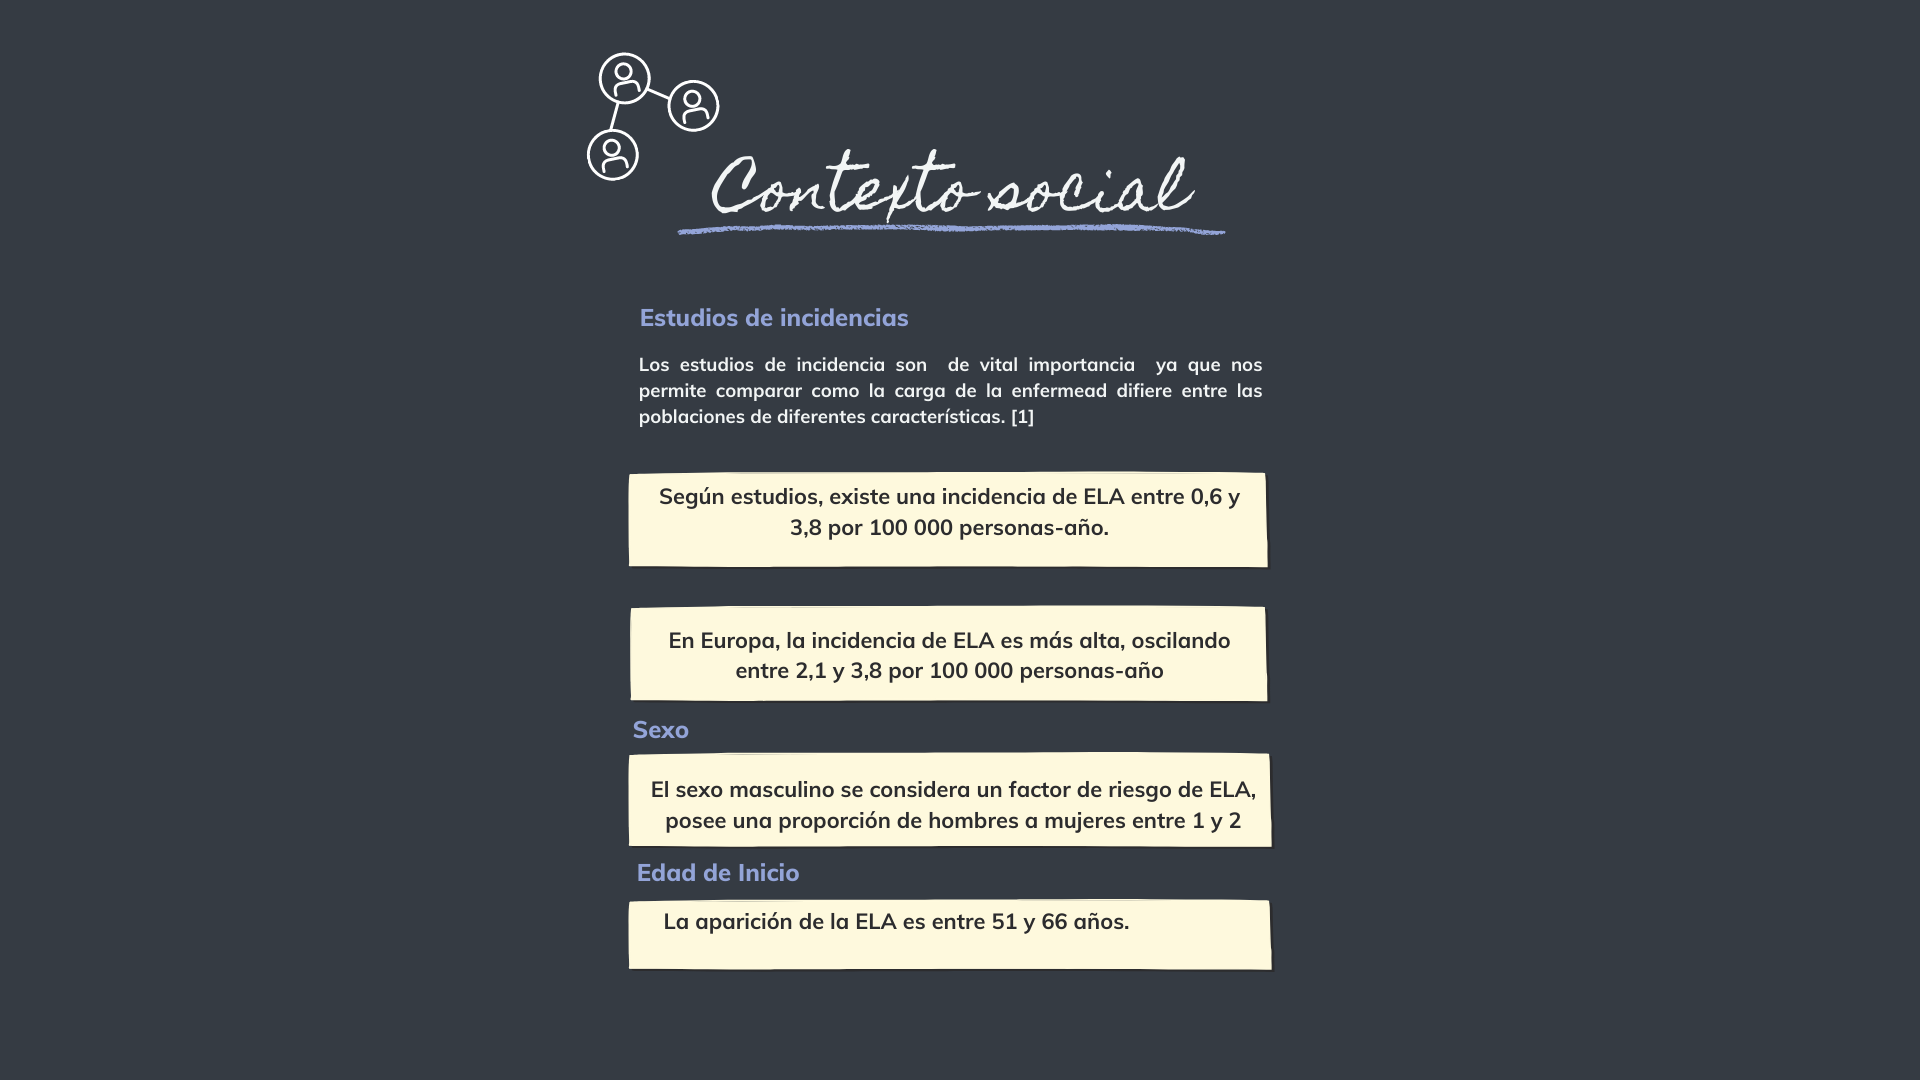 Contexto social
Estudios de incidencias
Los estudios de incidencia son de vital importancia ya que nos
permite comparar como la carga de la enfermead difiere entre las
poblaciones de diferentes características. [1]
Según estudios, existe una incidencia de ELA entre 0,6 y
3,8 por 100 000 personas-año.
En Europa, la incidencia de ELA es más alta, oscilando
entre 2,1 y 3,8 por 100 000 personas-año
Sexo
El sexo masculino se considera un factor de riesgo de ELA,
posee una proporción de hombres a mujeres entre 1 y 2
Edad de Inicio
La aparición de la ELA es entre 51 y 66 años.